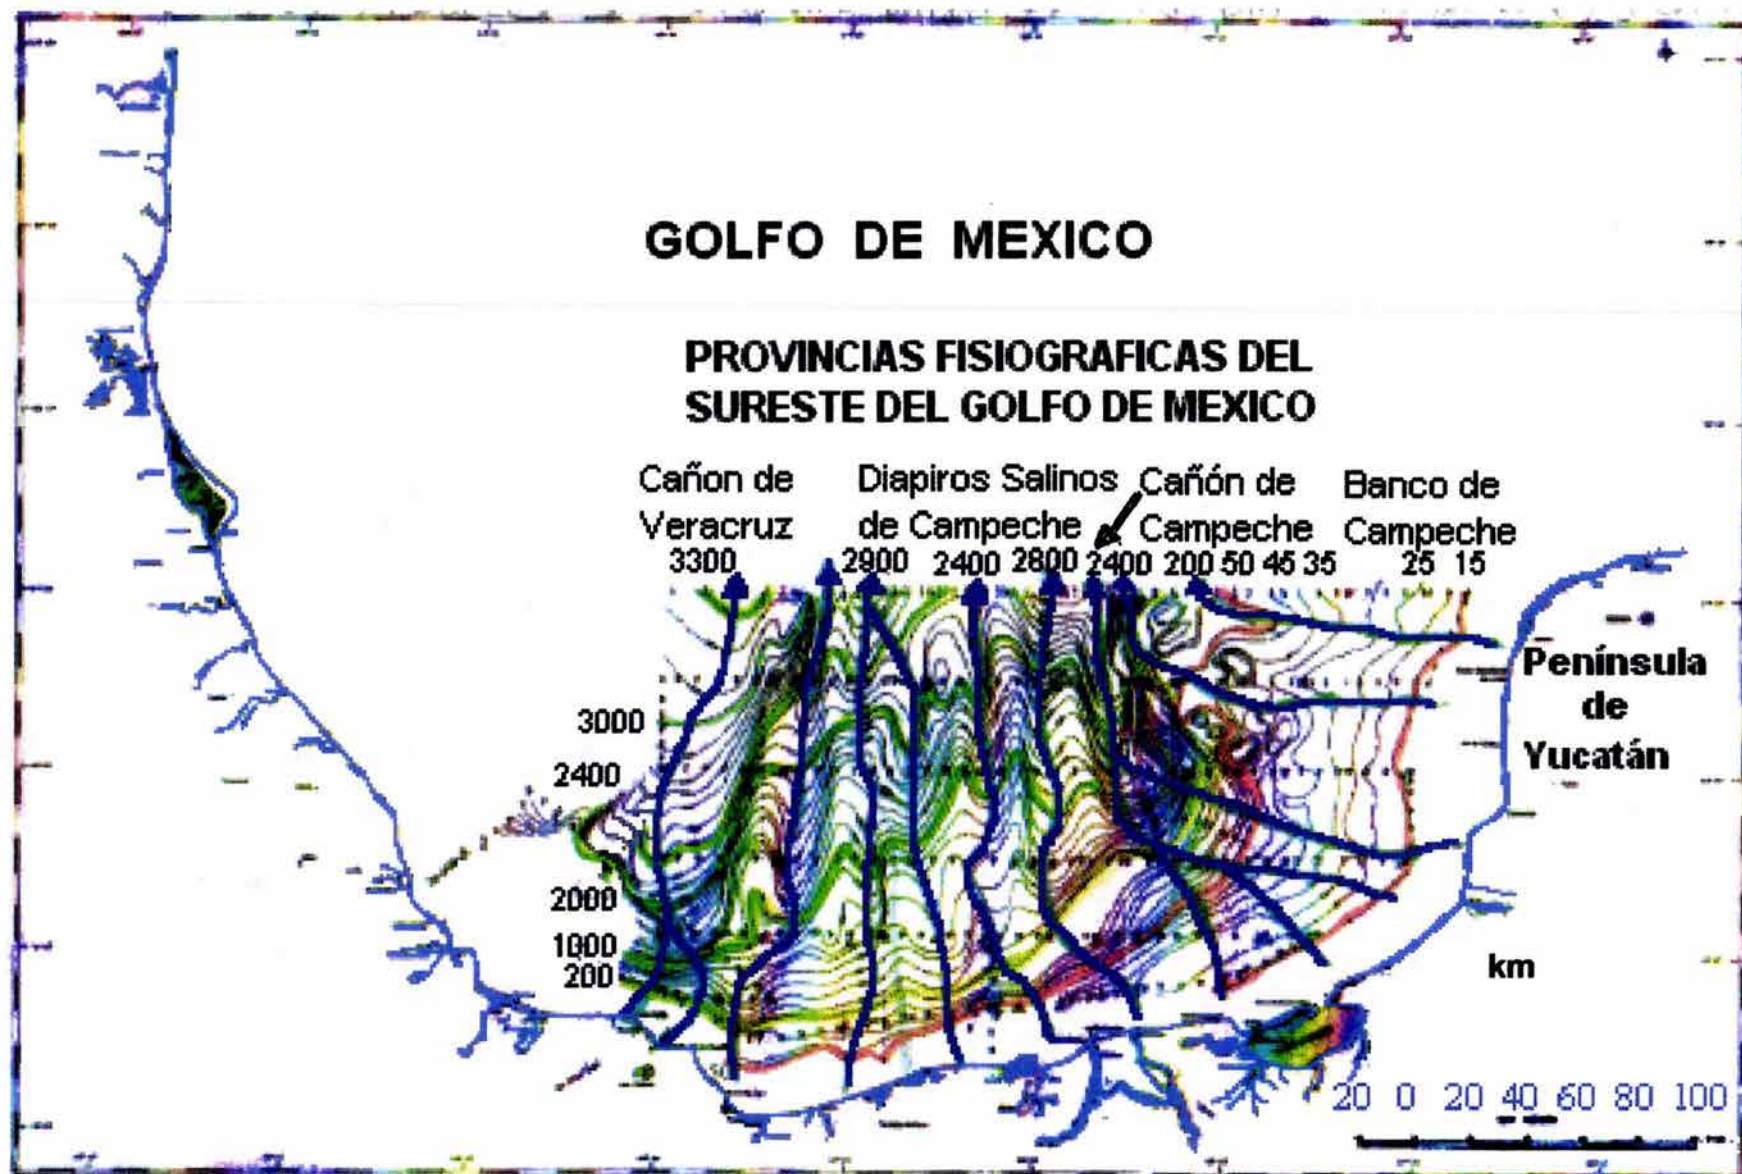 GOLFO DE MEXICO
PROVINCIAS FISIOGRAFICAS DEL
SURESTE DEL GOLFO DE MEXICO
Cañon de
Veracruz
Diapiros Salinos
de Campeche
Cañón de
Campeche
Banco de
Campeche
3300 2900 2400 2800 2400 200 50 45 35 25 15
Península
de
Yucatán
3000
2400
2000
1000
200
km
20 0 20 40 60 80 100